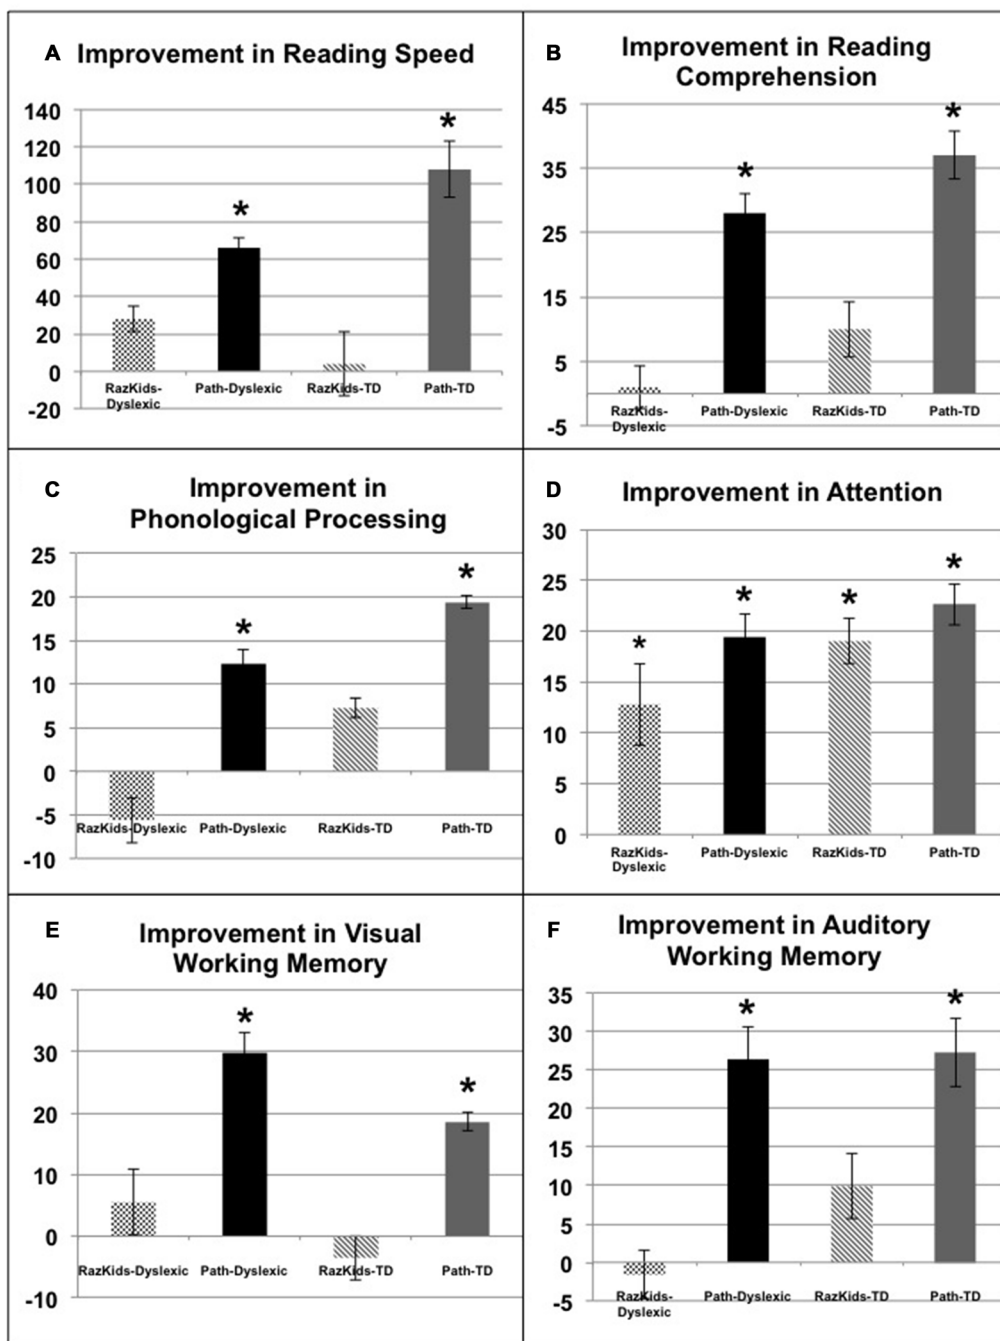 A Improvement in Reading Speed
140
120
100
80
60
40
20
0
-20
* *
RazKids-
Dyslexic
Path-Dyslexic
RazKids-TD
Path-TD
B Improvement in Reading
Comprehension
45
35
25
15
5
-5
* *
RazKids-
Dyslexic
Path-Dyslexic
RazKids-TD
Path-TD
C Improvement in
Phonological Processing
25
20
15
10
5
0
-5
-10
* *
RazKids-Dyslexic
Path-Dyslexic
RazKids-TD
Path-TD
D Improvement in Attention
30
25
20
15
10
5
0
* * * *
RazKids-
Dyslexic
Path-Dyslexic
RazKids-TD
Path-TD
E Improvement in Visual
Working Memory
40
30
20
10
0
-10
* *
RazKids-Dyslexic
Path-Dyslexic
RazKids-TD
Path-TD
F Improvement in Auditory
Working Memory
35
30
25
20
15
10
5
0
-5
* *
RazKids-
Dyslexic
Path-Dyslexic
RazKids-TD
Path-TD